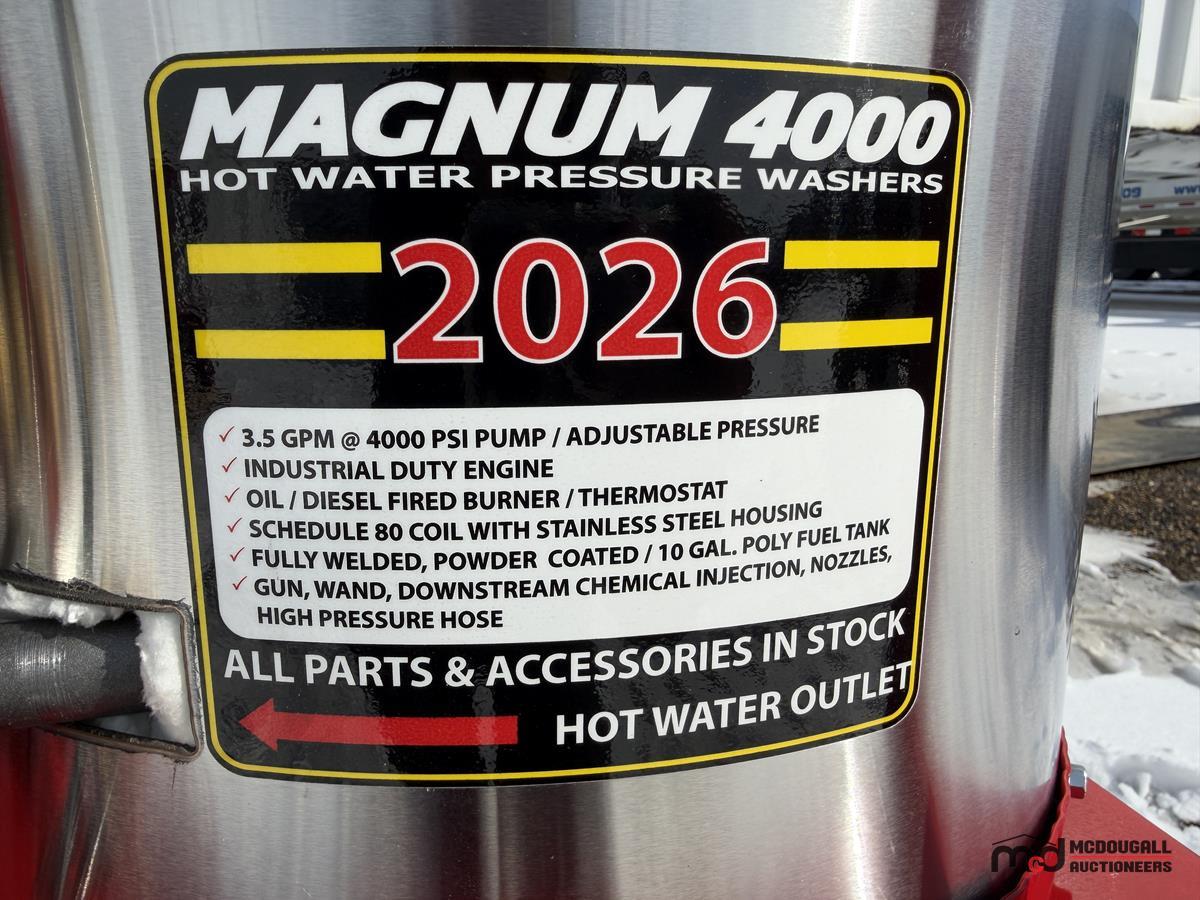 MAGNUM 4000
HOT WATER PRESSURE WASHERS
2026
✓ 3.5 GPM @ 4000 PSI PUMP / ADJUSTABLE PRESSURE
✓ INDUSTRIAL DUTY ENGINE
✓ OIL / DIESEL FIRED BURNER / THERMOSTAT
✓ SCHEDULE 80 COIL WITH STAINLESS STEEL HOUSING
✓ FULLY WELDED, POWDER COATED / 10 GAL. POLY FUEL TANK
✓ GUN, WAND, DOWNSTREAM CHEMICAL INJECTION, NOZZLES,
HIGH PRESSURE HOSE
ALL PARTS & ACCESSORIES IN STOCK
HOT WATER OUTLET
mcd MCDOUGALL
AUCTIONEERS